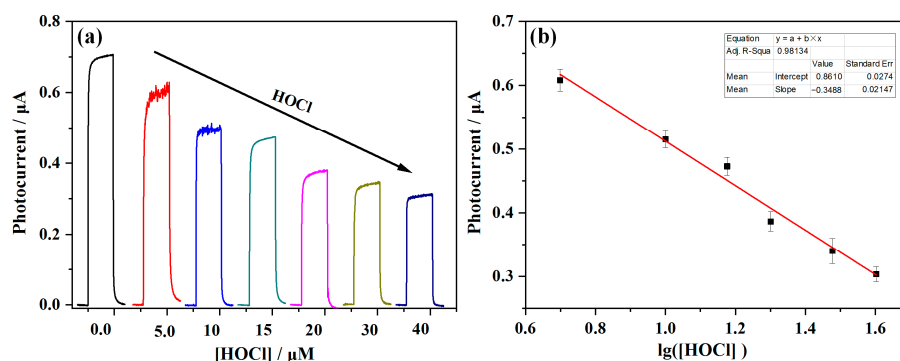 (a)
HOCl
Photocurrent / μA
0.8
0.6
0.4
0.2
0.0
0.0 5.0 10 15 20 30 40
[HOCl] / μM
(b)
Equation y = a + b×x
Adj. R-Squa 0.98134
Value Standard Err
Mean Intercept 0.8610 0.0274
Mean Slope −0.3488 0.02147
Photocurrent / μA
0.7
0.6
0.5
0.4
0.3
0.6 0.8 1.0 1.2 1.4 1.6
lg([HOCl] )